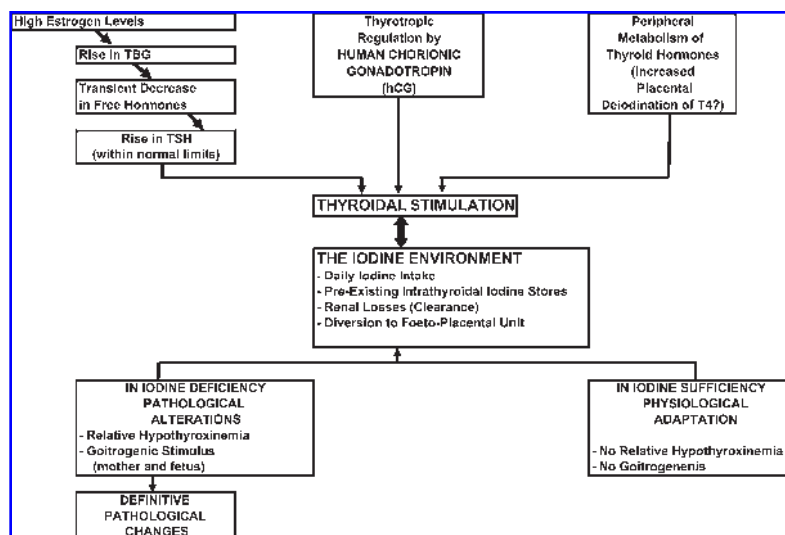 High Estrogen Levels
Rise in TBG
Transient Decrease
in Free Hormones
Rise in TSH
(within normal limits)
Thyrotropic
Regulation by
HUMAN CHORIONIC
GONADOTROPIN
(hCG)
Peripheral
Metabolism of
Thyroid Hormones
(Increased
Placental
Deiodination of T4?)
THYROIDAL STIMULATION
THE IODINE ENVIRONMENT
- Daily Iodine Intake
- Pre-Existing Intrathyroidal Iodine Stores
- Renal Losses (Clearance)
- Diversion to Foeto-Placental Unit
IN IODINE DEFICIENCY
PATHOLOGICAL
ALTERATIONS
- Relative Hypothyroxinemia
- Goitrogenic Stimulus
(mother and fetus)
IN IODINE SUFFICIENCY
PHYSIOLOGICAL
ADAPTATION
- No Relative Hypothyroxinemia
- No Goitrogenenis
DEFINITIVE
PATHOLOGICAL
CHANGES